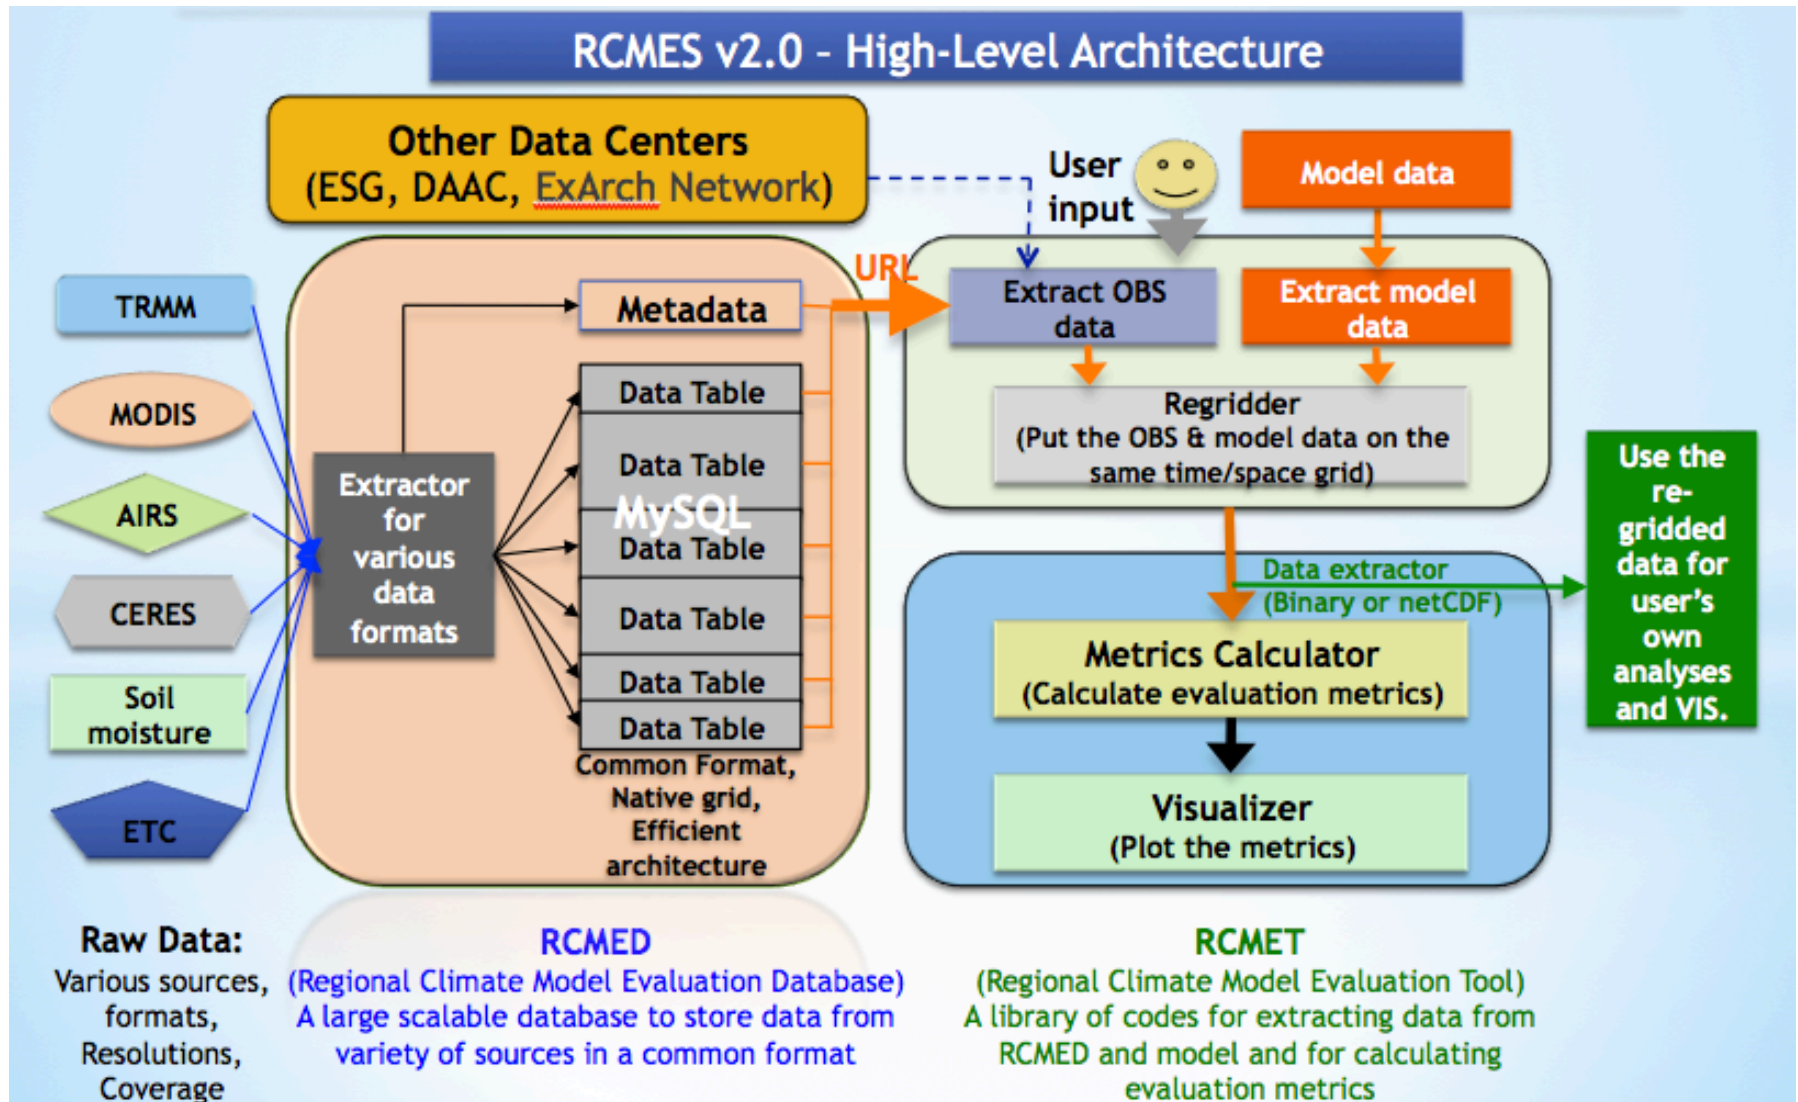 RCMES v2.0 – High-Level Architecture
Other Data Centers
(ESG, DAAC, ExArch Network)
User
input
Model data
TRMM
MODIS
AIRS
CERES
Soil
moisture
ETC
Extractor
for
various
data
formats
Metadata
Data Table
Data Table
MySQL
Data Table
Data Table
Data Table
Data Table
Common Format,
Native grid,
Efficient
architecture
URL
Extract OBS
data
Extract model
data
Regridder
(Put the OBS & model data on the
same time/space grid)
Data extractor
(Binary or netCDF)
Metrics Calculator
(Calculate evaluation metrics)
Visualizer
(Plot the metrics)
Use the
re-
gridded
data for
user's
own
analyses
and VIS.
Raw Data:
Various sources,
formats,
Resolutions,
Coverage
RCMED
(Regional Climate Model Evaluation Database)
A large scalable database to store data from
variety of sources in a common format
RCMET
(Regional Climate Model Evaluation Tool)
A library of codes for extracting data from
RCMED and model and for calculating
evaluation metrics